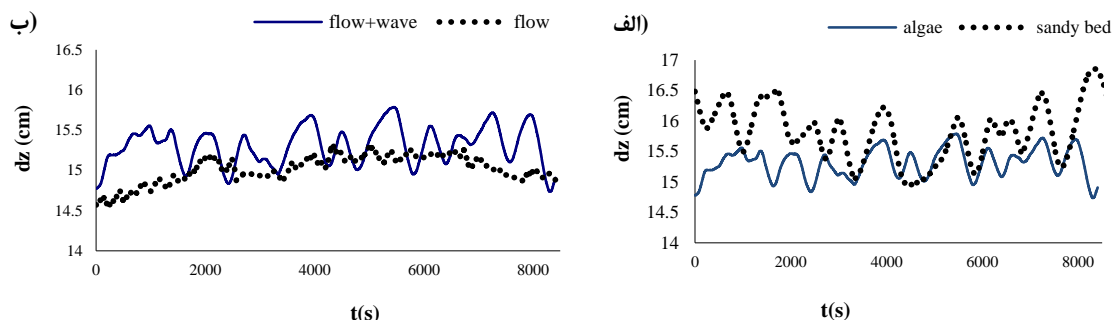 ب)
flow+wave flow
dz (cm)
16.5
16
15.5
15
14.5
14
0 2000 4000 6000 8000
t(s)
الف)
algae sandy bed
dz (cm)
17
16.5
16
15.5
15
14.5
14
0 2000 4000 6000 8000
t(s)